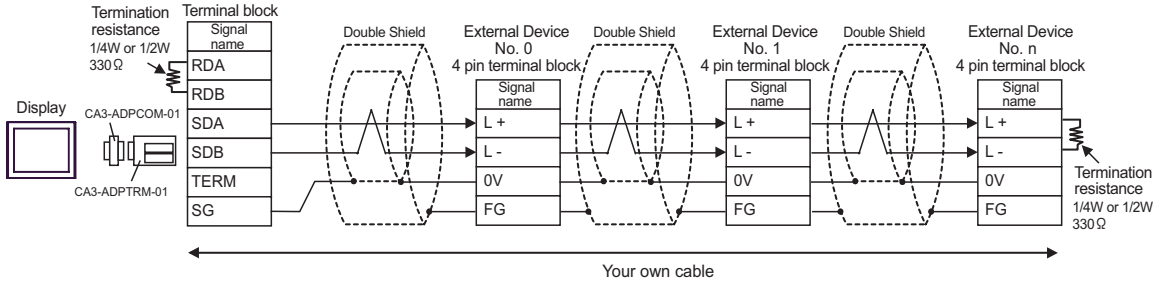 Termination
resistance
1/4W or 1/2W
330Ω
Terminal block
Signal
name
RDA
RDB
SDA
SDB
TERM
SG
Display
CA3-ADPCOM-01
CA3-ADPTRM-01
Double Shield
External Device
No. 0
4 pin terminal block
Signal
name
L +
L -
0V
FG
Double Shield
External Device
No. 1
4 pin terminal block
Signal
name
L +
L -
0V
FG
Double Shield
External Device
No. n
4 pin terminal block
Signal
name
L +
L -
0V
FG
Termination
resistance
1/4W or 1/2W
330Ω
Your own cable